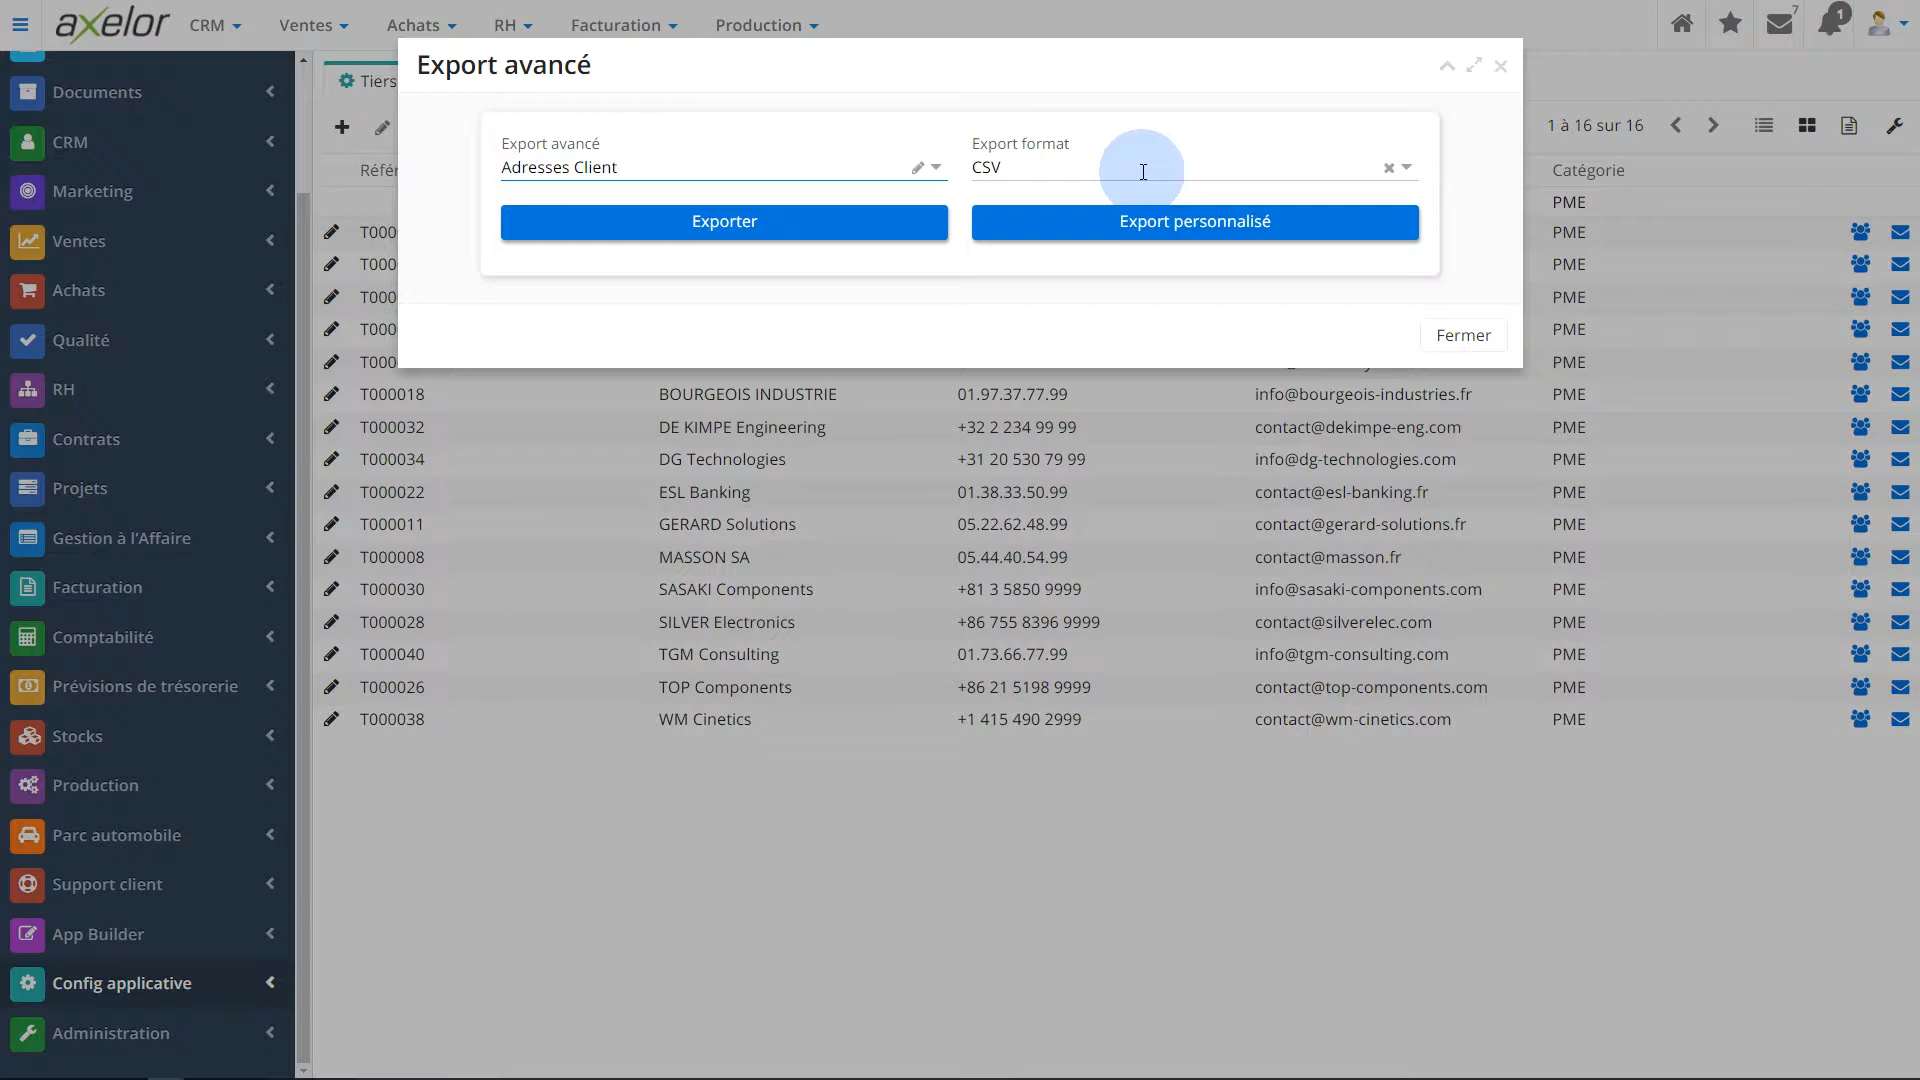 axelor CRM Ventes Achats RH Facturation Production 7 1
Export avancé
Documents
CRM
Marketing
Ventes
Achats
Qualité
RH
Contrats
Projets
Gestion à l'Affaire
Facturation
Comptabilité
Prévisions de trésorerie
Stocks
Production
Parc automobile
Support client
App Builder
Config applicative
Administration
Tiers
1 à 16 sur 16
Export avancé Export format
Adresses Client CSV
Exporter Export personnalisé
Fermer
Référ Catégorie
PME
T000 PME
T000 PME
T000 PME
T000 PME
T000 PME
T000018 BOURGEOIS INDUSTRIE 01.97.37.77.99 info@bourgeois-industries.fr PME
T000032 DE KIMPE Engineering +32 2 234 99 99 contact@dekimpe-eng.com PME
T000034 DG Technologies +31 20 530 79 99 info@dg-technologies.com PME
T000022 ESL Banking 01.38.33.50.99 contact@esl-banking.fr PME
T000011 GERARD Solutions 05.22.62.48.99 contact@gerard-solutions.fr PME
T000008 MASSON SA 05.44.40.54.99 contact@masson.fr PME
T000030 SASAKI Components +81 3 5850 9999 info@sasaki-components.com PME
T000028 SILVER Electronics +86 755 8396 9999 contact@silverelec.com PME
T000040 TGM Consulting 01.73.66.77.99 info@tgm-consulting.com PME
T000026 TOP Components +86 21 5198 9999 contact@top-components.com PME
T000038 WM Cinetics +1 415 490 2999 contact@wm-cinetics.com PME